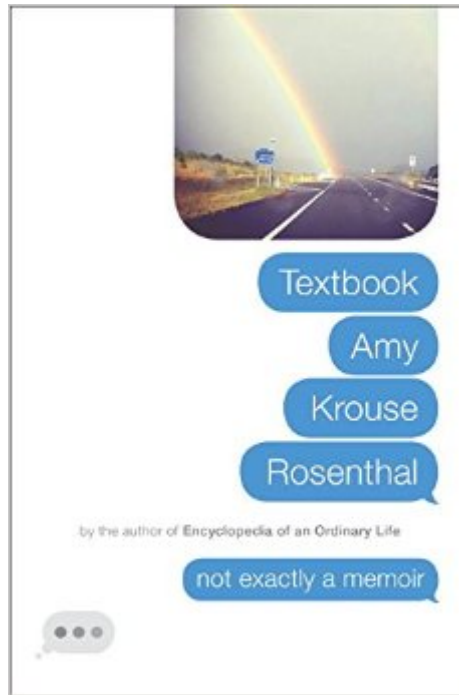 Textbook
Amy
Krouse
Rosenthal
by the author of Encyclopedia of an Ordinary Life
not exactly a memoir